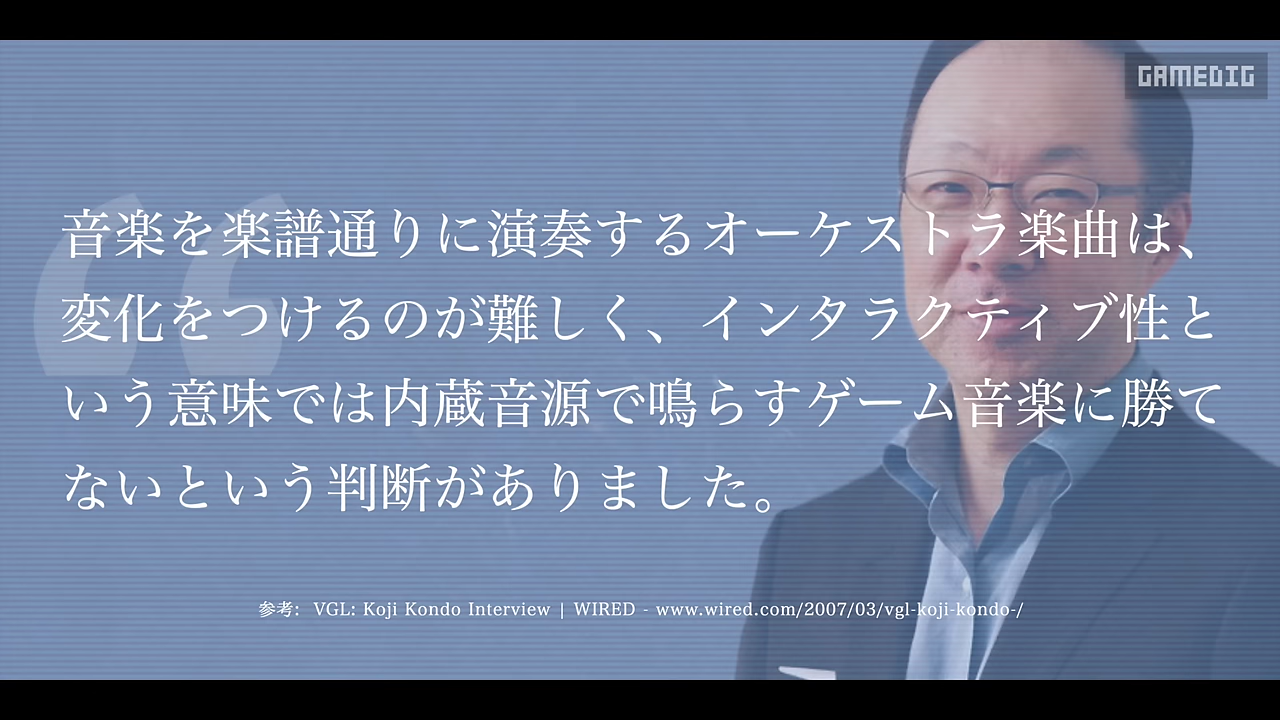 GAMEDIG
音楽を楽譜通りに演奏するオーケストラ楽曲は、
変化をつけるのが難しく、インタラクティブ性と
いう意味では内蔵音源で鳴らすゲーム音楽に勝て
ないという判断がありました。
参考: VGL: Koji Kondo Interview | WIRED - www.wired.com/2007/03/vgl-koji-kondo-/